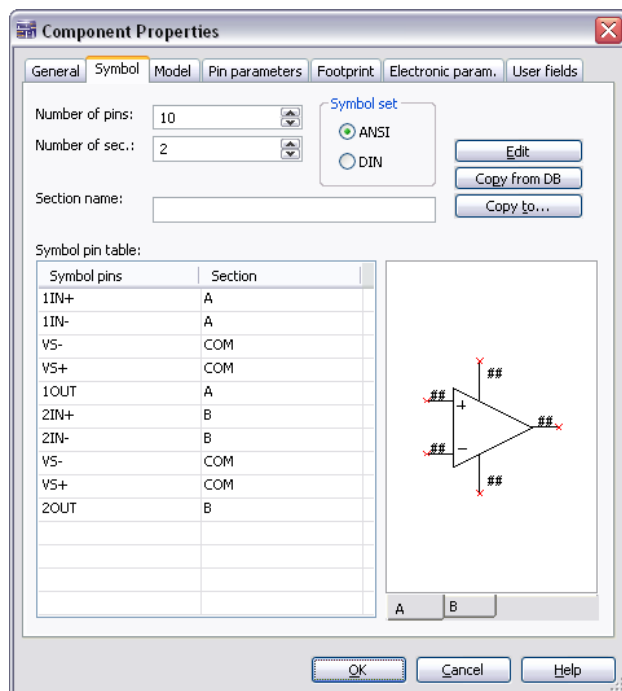 Component Properties
General Symbol Model Pin parameters Footprint Electronic param. User fields
Number of pins: 10
Number of sec.: 2
Symbol set
ANSI
DIN
Edit
Copy from DB
Copy to...
Section name:
Symbol pin table:
Symbol pins Section
1IN+ A
1IN- A
VS- COM
VS+ COM
1OUT A
2IN+ B
2IN- B
VS- COM
VS+ COM
2OUT B
##
## +
##
## −
##
A B
OK Cancel Help